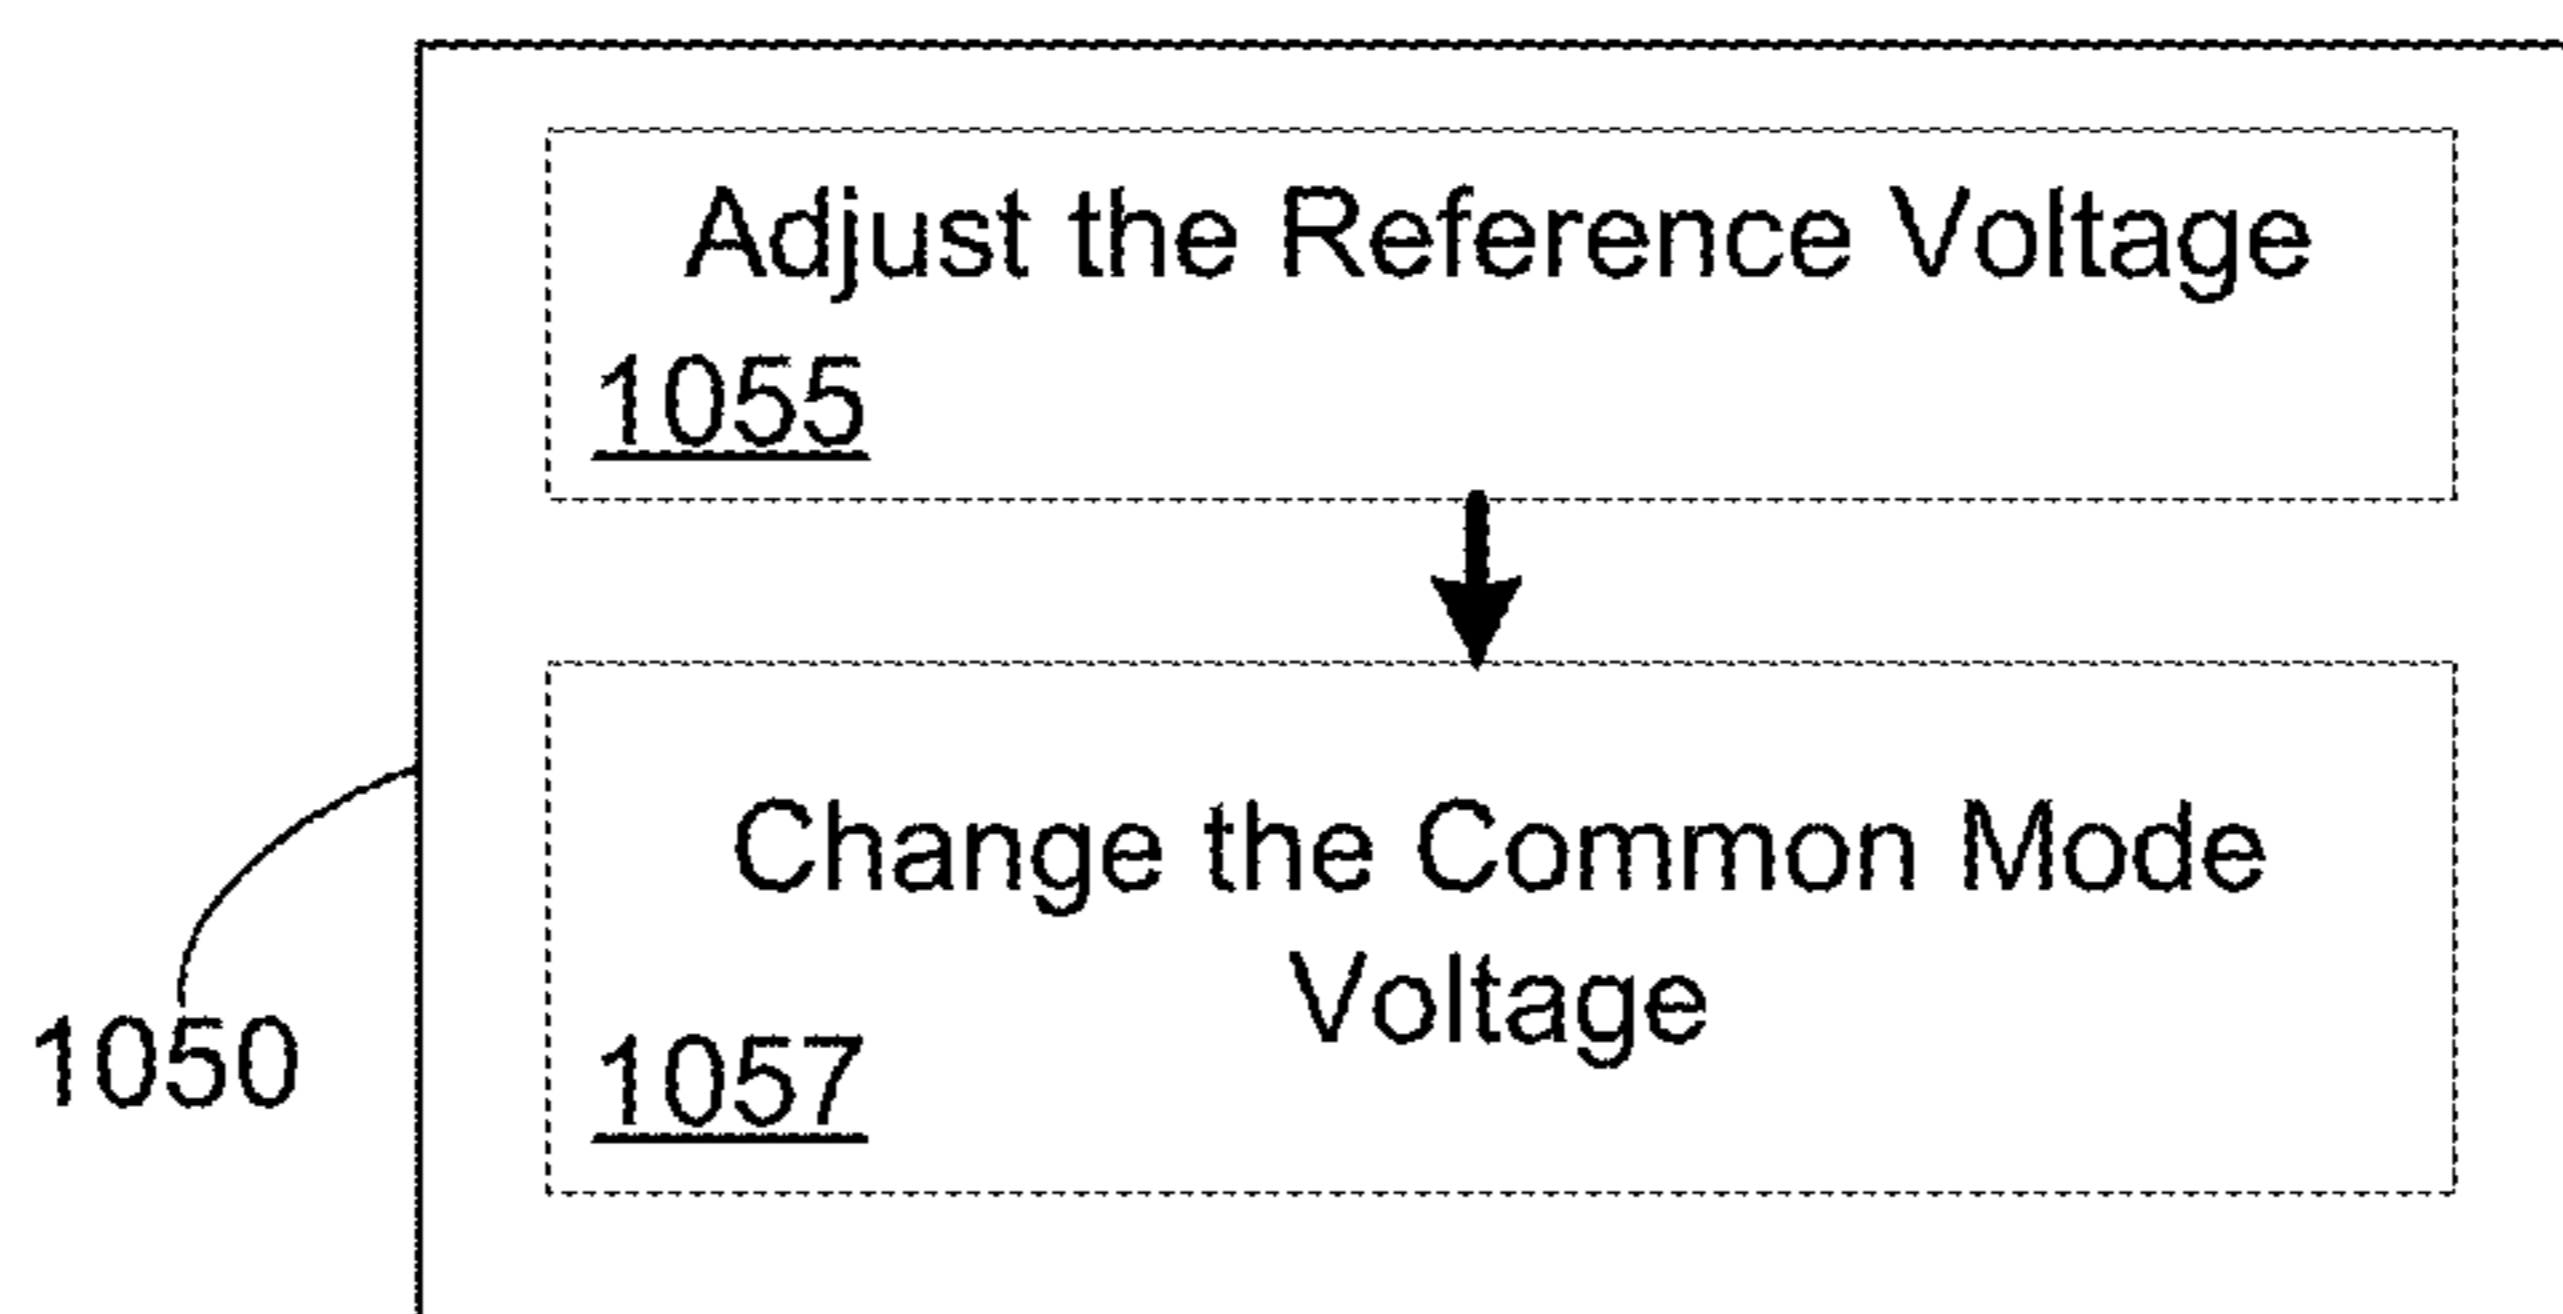 Adjust the Reference Voltage
1055
Change the Common Mode
Voltage
1057
1050